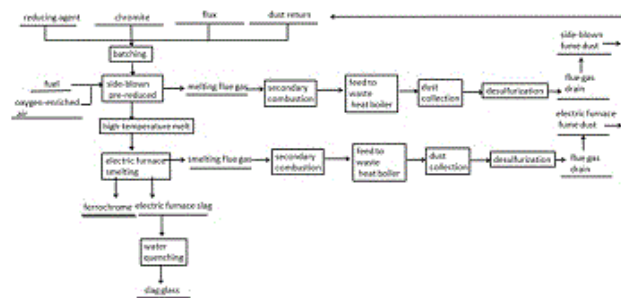 reducing agent
chromite
flux
dust return
batching
side-blown
fume dust
fuel
side-blown
pre-reduced
melting flue gas
secondary
combustion
feed to
waste
heat boiler
dust
collection
desulfurization
flue gas
drain
oxygen-enriched
air
high-temperature melt
electric furnace
fume dust
electric furnace
smelting
smelting flue gas
secondary
combustion
feed to
waste
heat boiler
dust
collection
desulfurization
flue gas
drain
ferrochrome
electric furnace slag
water
quenching
slag glass